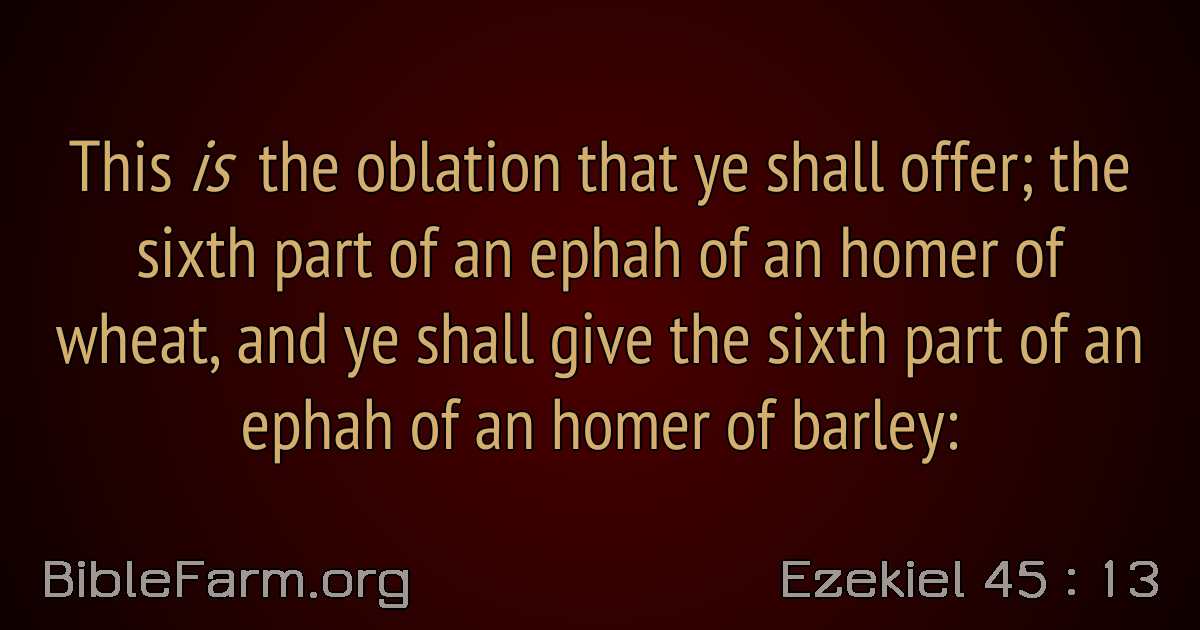 This is the oblation that ye shall offer; the
sixth part of an ephah of an homer of
wheat, and ye shall give the sixth part of an
ephah of an homer of barley:
BibleFarm.org
Ezekiel 45 : 13